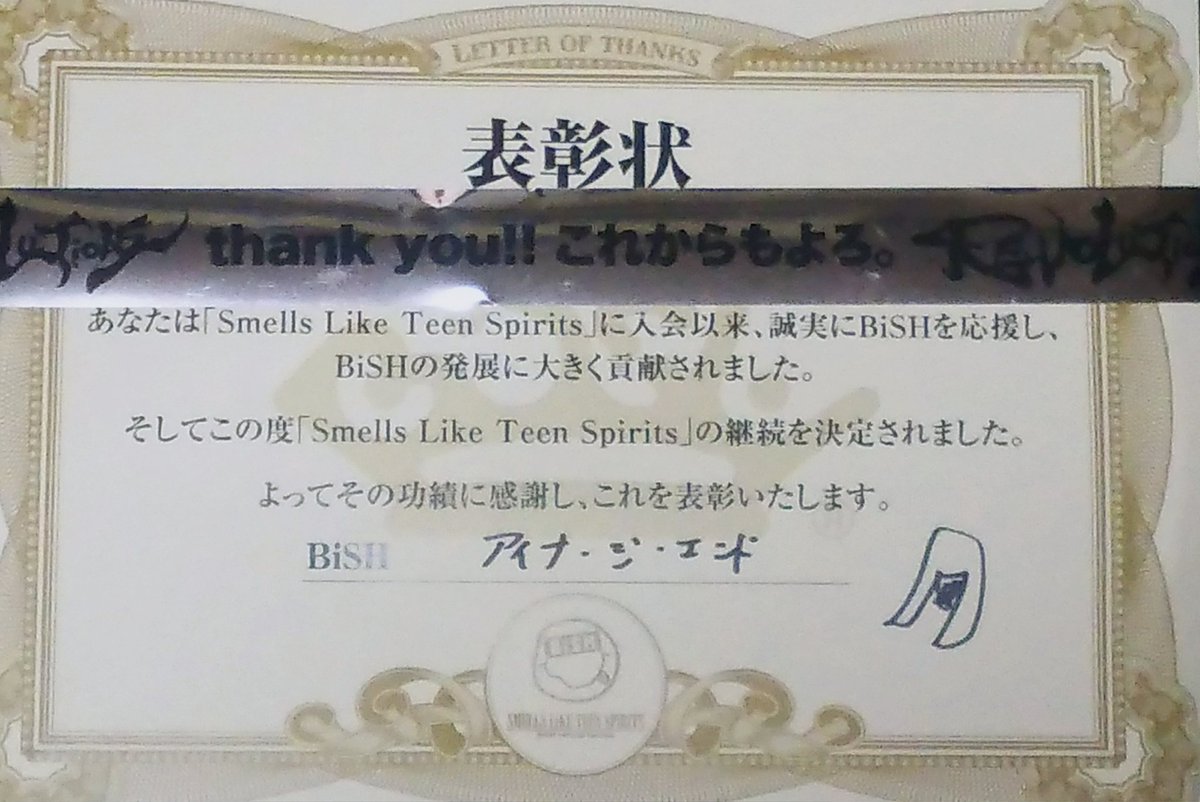 LETTER OF THANKS
表彰状
thank you!! これからもよろ。
あなたは「Smells Like Teen Spirits」に入会以来、誠実にBiSHを応援し、
BiSHの発展に大きく貢献されました。
そしてこの度「Smells Like Teen Spirits」の継続を決定されました。
よってその功績に感謝し、これを表彰いたします。
BiSH アイナ・ジ・エンド
SMELLS LIKE TEEN SPIRITS